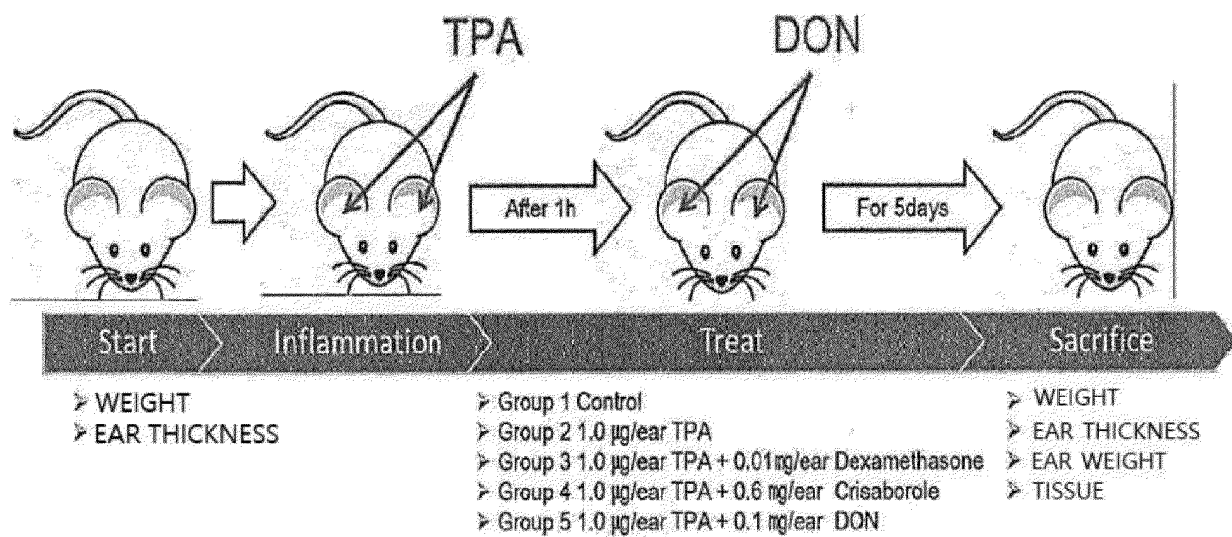 TPA
DON
After 1h
For 5days
Start
Inflammation
Treat
Sacrifice
➢ WEIGHT
➢ EAR THICKNESS
➢ Group 1 Control
➢ Group 2 1.0 ㎍/ear TPA
➢ Group 3 1.0 ㎍/ear TPA + 0.01㎎/ear Dexamethasone
➢ Group 4 1.0 ㎍/ear TPA + 0.6 ㎎/ear Crisaborole
➢ Group 5 1.0 ㎍/ear TPA + 0.1 ㎎/ear DON
➢ WEIGHT
➢ EAR THICKNESS
➢ EAR WEIGHT
➢ TISSUE